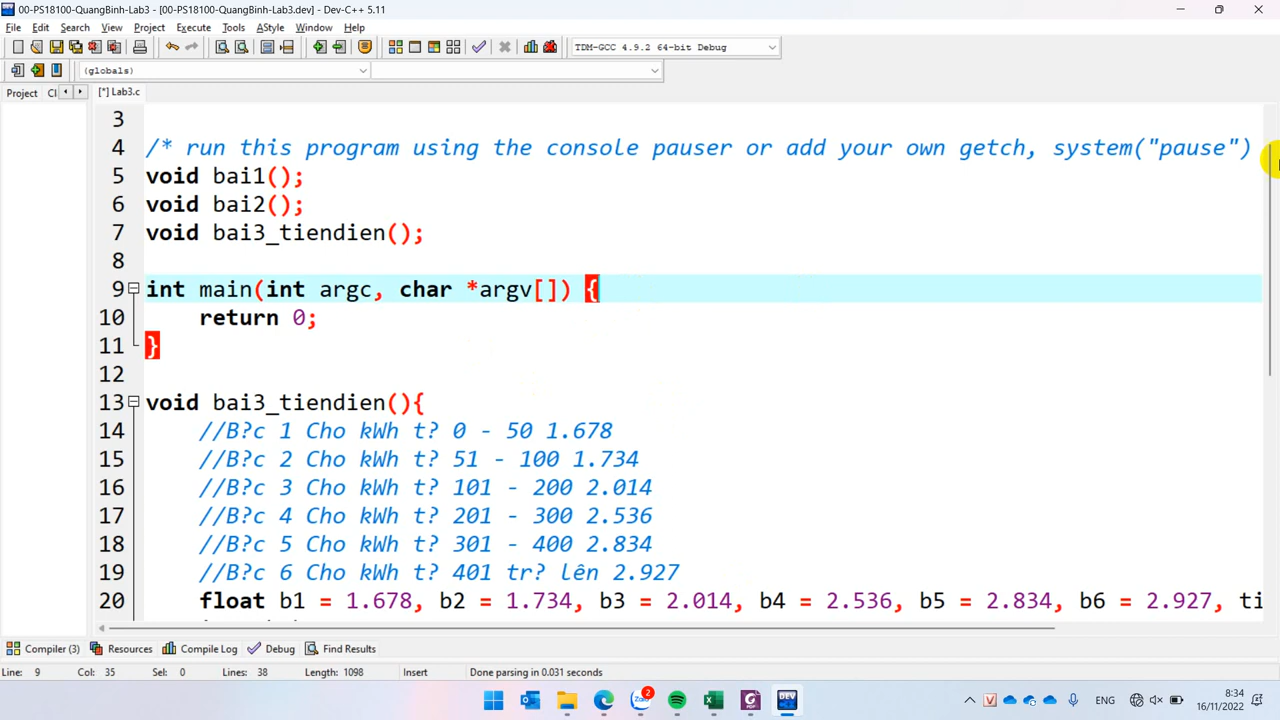 00-PS18100-QuangBinh-Lab3 - [00-PS18100-QuangBinh-Lab3.dev] - Dev-C++ 5.11
File Edit Search View Project Execute Tools AStyle Window Help
TDM-GCC 4.9.2 64-bit Debug
(globals)
Project Cl [*] Lab3.c
3
4 /* run this program using the console pauser or add your own getch, system("pause")
5 void bai1();
6 void bai2();
7 void bai3_tiendien();
8
9 int main(int argc, char *argv[]) {
10 return 0;
11 }
12
13 void bai3_tiendien(){
14 //B?c 1 Cho kWh t? 0 - 50 1.678
15 //B?c 2 Cho kWh t? 51 - 100 1.734
16 //B?c 3 Cho kWh t? 101 - 200 2.014
17 //B?c 4 Cho kWh t? 201 - 300 2.536
18 //B?c 5 Cho kWh t? 301 - 400 2.834
19 //B?c 6 Cho kWh t? 401 tr? lên 2.927
20 float b1 = 1.678, b2 = 1.734, b3 = 2.014, b4 = 2.536, b5 = 2.834, b6 = 2.927, ti
Compiler (3) Resources Compile Log Debug Find Results
Line: 9 Col: 35 Sel: 0 Lines: 38 Length: 1098 Insert Done parsing in 0.031 seconds
Zalo 2 DEV ENG 8:34
16/11/2022